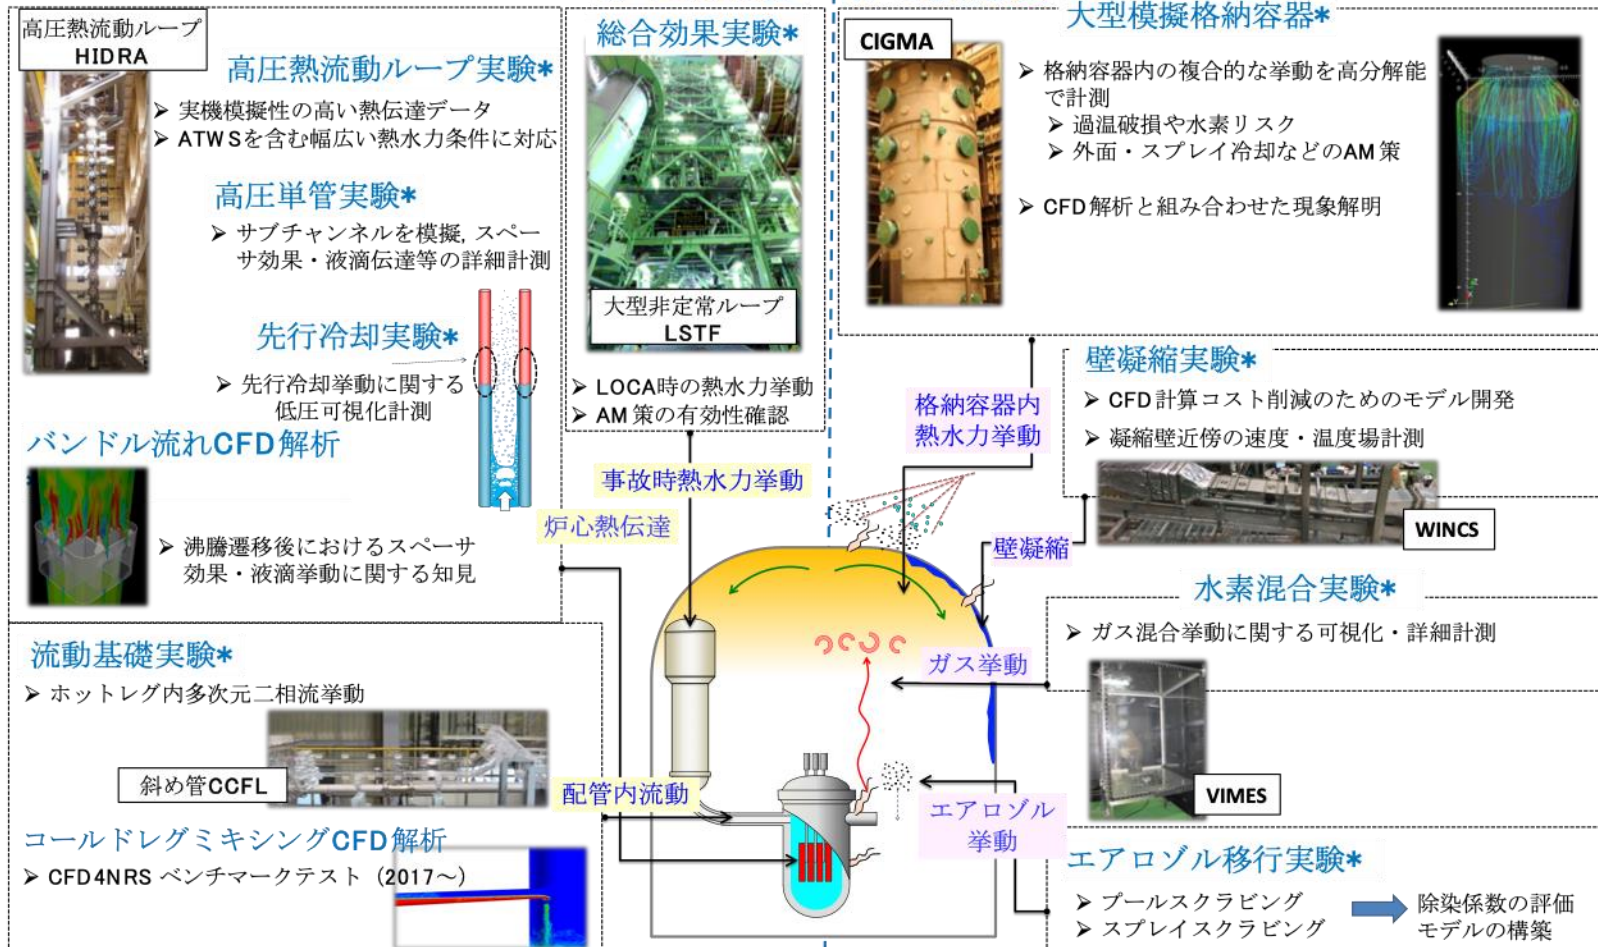 高圧熱流動ループ
HIDRA
高圧熱流動ループ実験*
➤ 実機模擬性の高い熱伝達データ
➤ ATWSを含む幅広い熱水力条件に対応
高圧単管実験*
➤ サブチャンネルを模擬, スペー
サ効果・液滴伝達等の詳細計測
先行冷却実験*
➤ 先行冷却挙動に関する
低圧可視化計測
バンドル流れCFD解析
➤ 沸騰遷移後におけるスペーサ
効果・液滴挙動に関する知見
流動基礎実験*
➤ ホットレグ内多次元二相流挙動
斜め管CCFL
コールドレグミキシングCFD解析
➤ CFD4NRS ベンチマークテスト（2017～）
総合効果実験*
大型非定常ループ
LSTF
➤ LOCA時の熱水力挙動
➤ AM策の有効性確認
事故時熱水力挙動
炉心熱伝達
配管内流動
大型模擬格納容器*
CIGMA
➤ 格納容器内の複合的な挙動を高分解能
で計測
➤ 過温破損や水素リスク
➤ 外面・スプレイ冷却などのAM策
➤ CFD解析と組み合わせた現象解明
格納容器内
熱水力挙動
壁凝縮実験*
➤ CFD計算コスト削減のためのモデル開発
➤ 凝縮壁近傍の速度・温度場計測
WINCS
壁凝縮
水素混合実験*
➤ ガス混合挙動に関する可視化・詳細計測
ガス挙動
VIMES
エアロゾル
挙動
エアロゾル移行実験*
➤ プールスクラビング
➤ スプレイスクラビング
除染係数の評価
モデルの構築